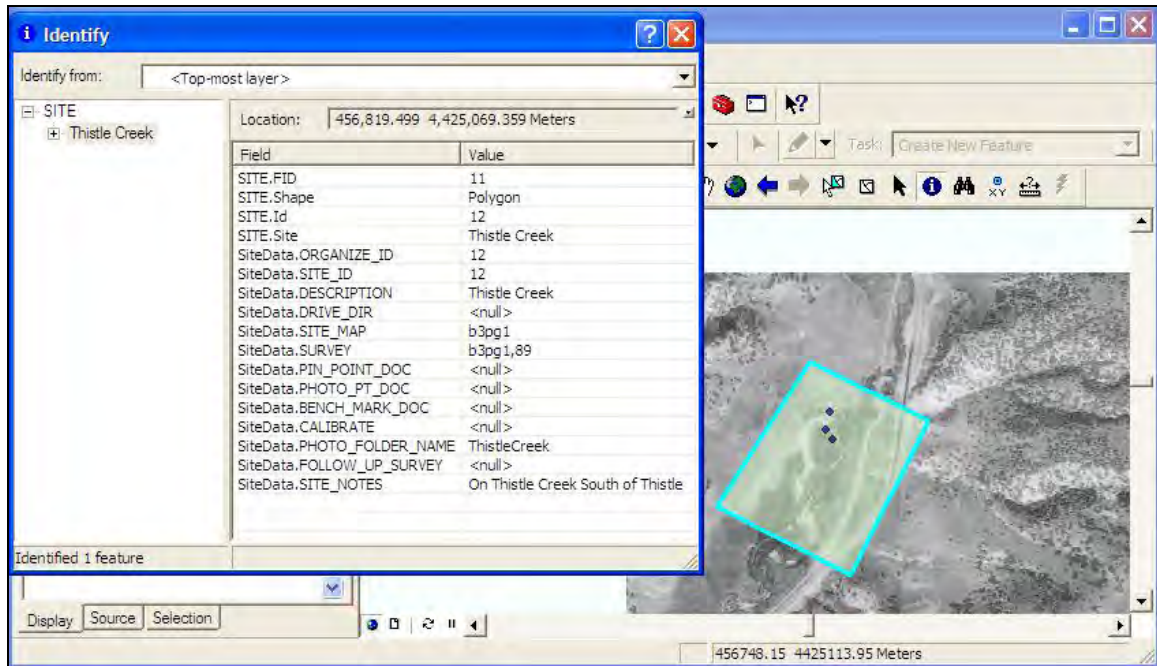 Identify
Identify from: <Top-most layer>
SITE
Thistle Creek
Location: 456,819.499 4,425,069.359 Meters
Field Value
SITE.FID 11
SITE.Shape Polygon
SITE.Id 12
SITE.Site Thistle Creek
SiteData.ORGANIZE_ID 12
SiteData.SITE_ID 12
SiteData.DESCRIPTION Thistle Creek
SiteData.DRIVE_DIR <null>
SiteData.SITE_MAP b3pg1
SiteData.SURVEY b3pg1,89
SiteData.PIN_POINT_DOC <null>
SiteData.PHOTO_PT_DOC <null>
SiteData.BENCH_MARK_DOC <null>
SiteData.CALIBRATE <null>
SiteData.PHOTO_FOLDER_NAME ThistleCreek
SiteData.FOLLOW_UP_SURVEY <null>
SiteData.SITE_NOTES On Thistle Creek South of Thistle
Identified 1 feature
Task: Create New Feature
XY
Display Source Selection
456748.15 4425113.95 Meters